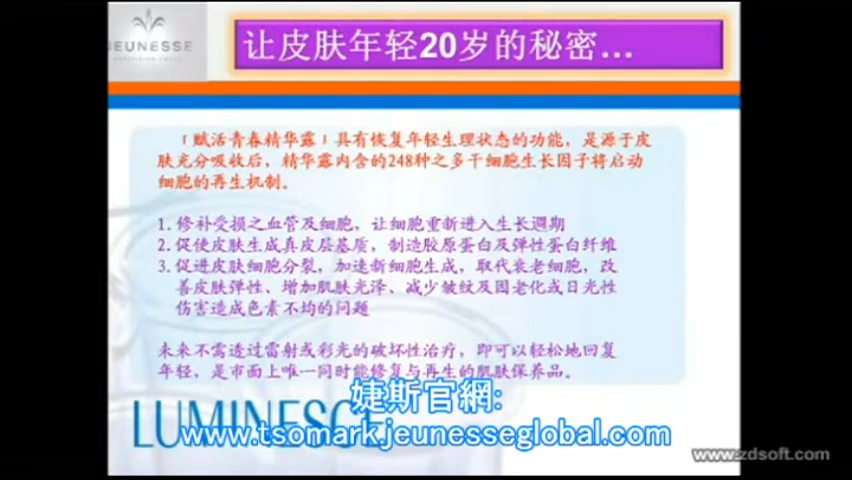 JEUNESSE
让皮肤年轻20岁的秘密...
「赋活青春精华露」具有恢复年轻生理状态的功能，是源于皮
肤充分吸收后，精华露内含的248种之多干细胞生长因子将启动
细胞的再生机制。
1. 修补受损之血管及细胞，让细胞重新进入生长週期
2. 促使皮肤生成真皮层基质，制造胶原蛋白及弹性蛋白纤维
3. 促进皮肤细胞分裂，加速新细胞生成，取代衰老细胞，改
善皮肤弹性、增加肌肤光泽、减少皱纹及因老化或日光性
伤害造成色素不均的问题
未来不需透过雷射或彩光的破坏性治疗，即可以轻松地回复
年轻，是市面上唯一同时能修复与再生的肌肤保养品。
婕斯官網:
LUMINESCE
www.tsomark.jeunesseglobal.com
www.zdsoft.com